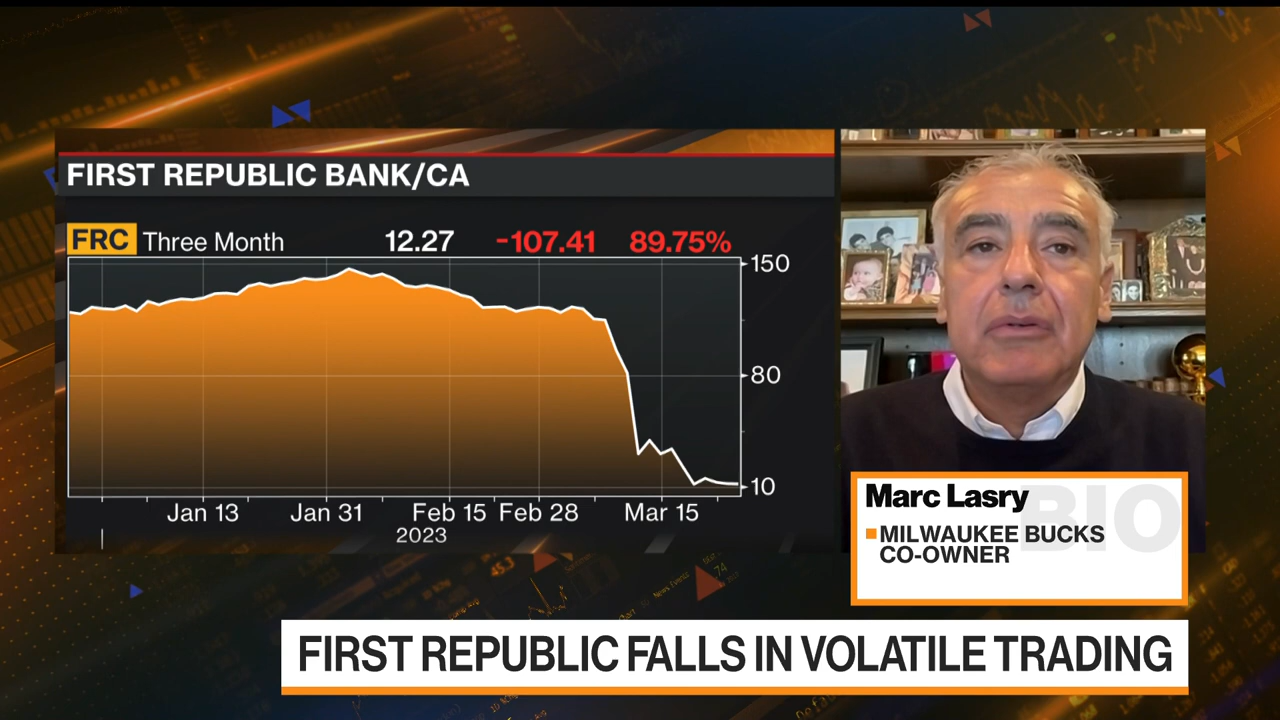 FIRST REPUBLIC BANK/CA
FRC Three Month 12.27 -107.41 89.75%
150
80
10
Jan 13 Jan 31 Feb 15 Feb 28 Mar 15
2023
BIO
Marc Lasry
MILWAUKEE BUCKS
CO-OWNER
FIRST REPUBLIC FALLS IN VOLATILE TRADING